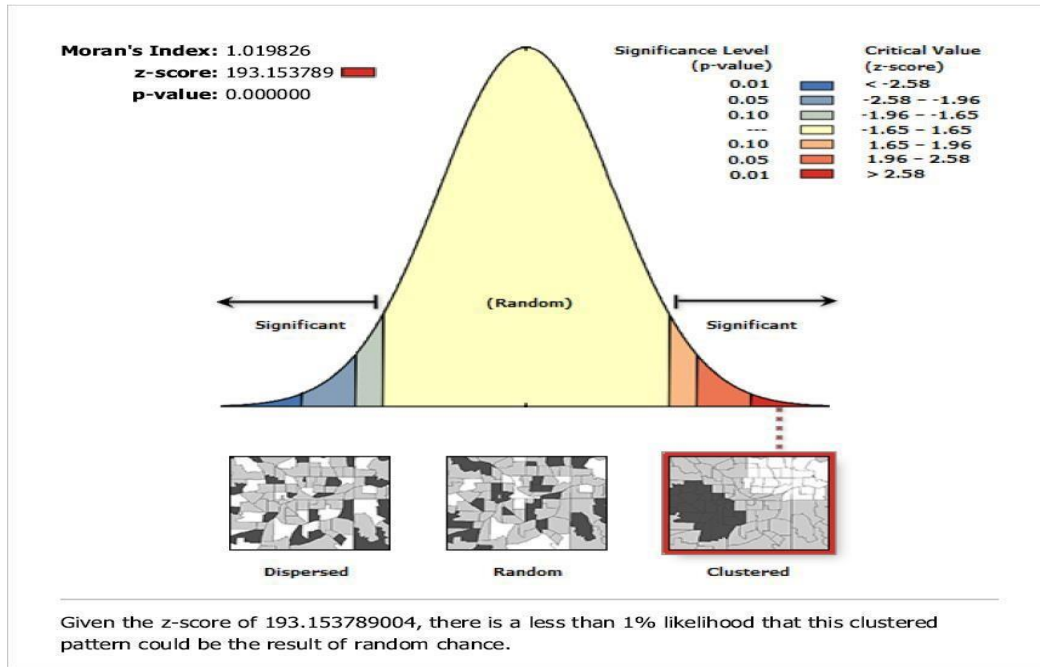 Moran's Index: 1.019826
z-score: 193.153789
p-value: 0.000000
Significance Level
(p-value)
Critical Value
(z-score)
0.01 < -2.58
0.05 -2.58 – -1.96
0.10 -1.96 – -1.65
--- -1.65 – 1.65
0.10 1.65 – 1.96
0.05 1.96 – 2.58
0.01 > 2.58
(Random)
Significant
Significant
Dispersed
Random
Clustered
Given the z-score of 193.153789004, there is a less than 1% likelihood that this clustered
pattern could be the result of random chance.